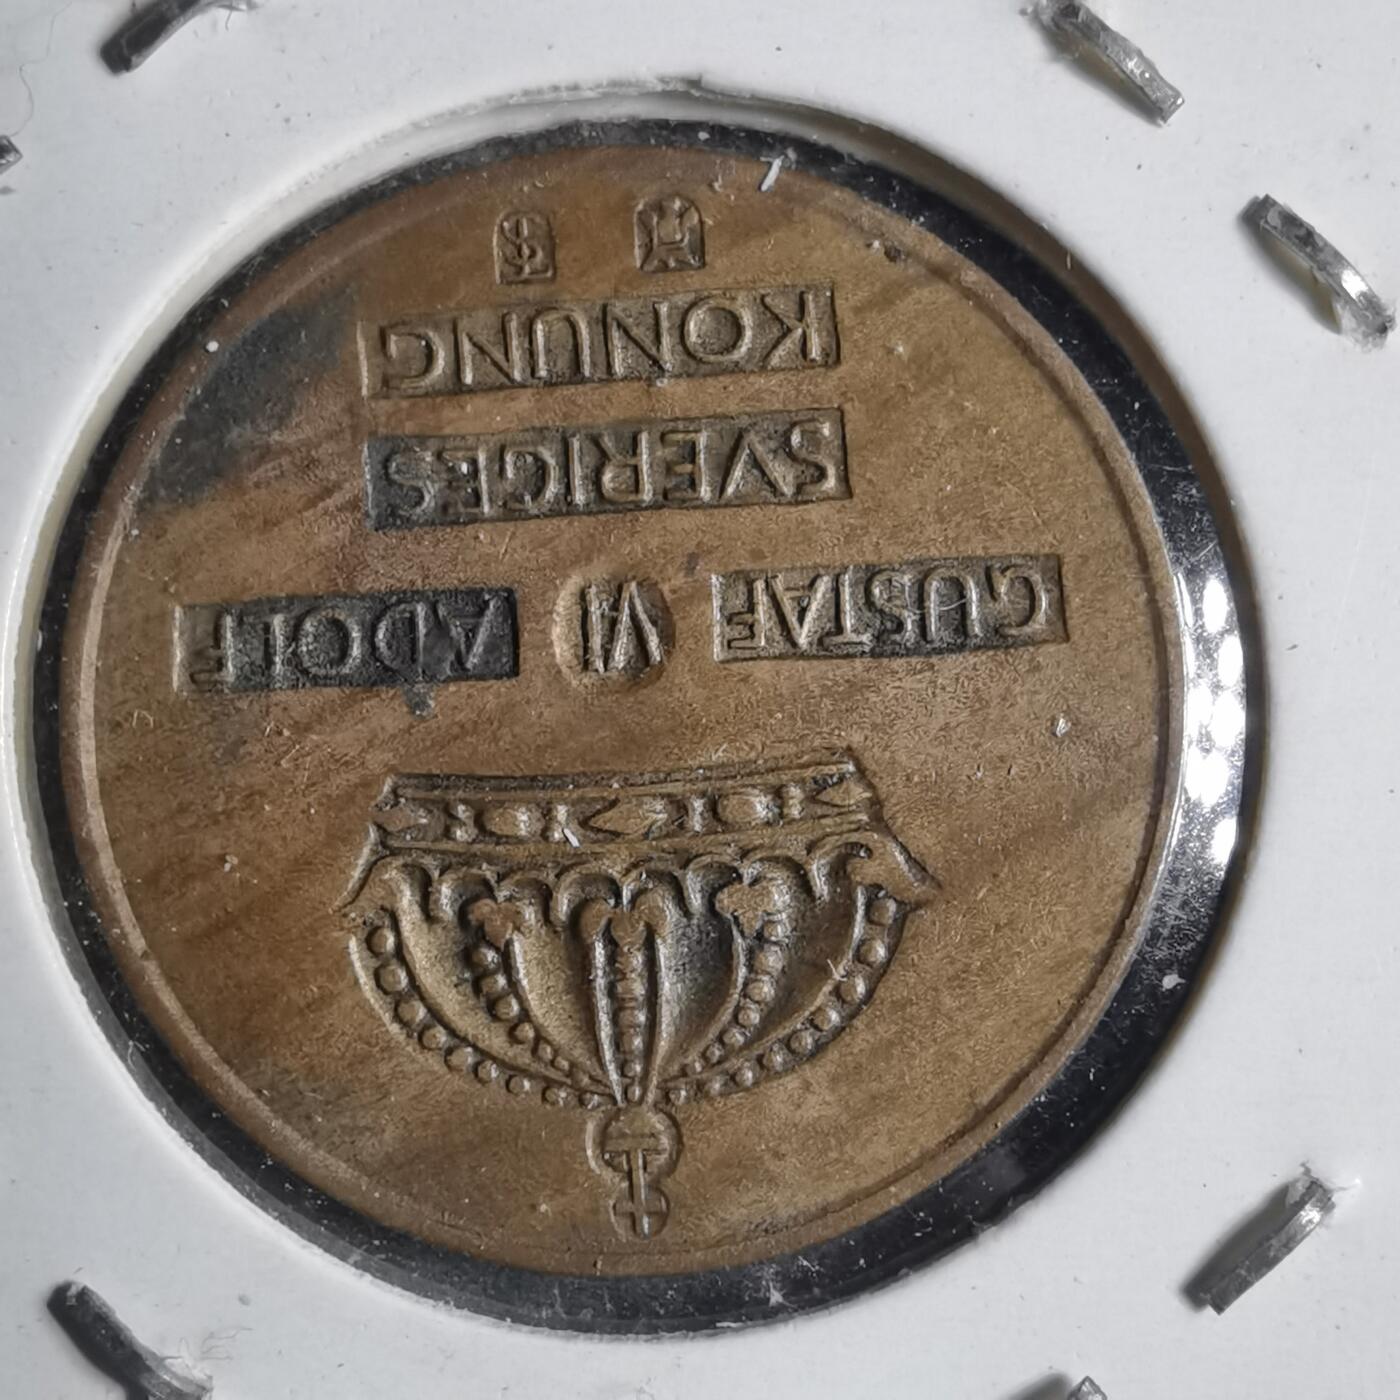 GUSTAF VI ADOLF
SVERIGES
KONUNG